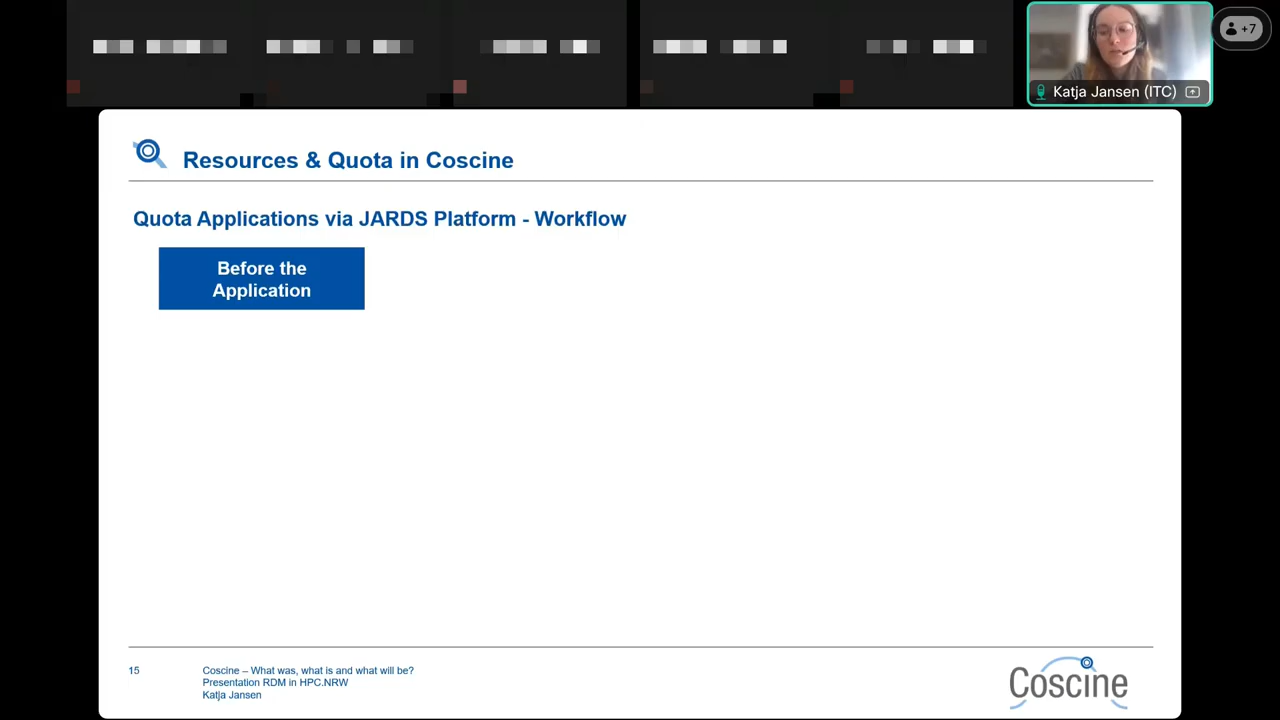 +7
Katja Jansen (ITC)
Resources & Quota in Coscine
Quota Applications via JARDS Platform - Workflow
Before the
Application
15
Coscine – What was, what is and what will be?
Presentation RDM in HPC.NRW
Katja Jansen
Coscine